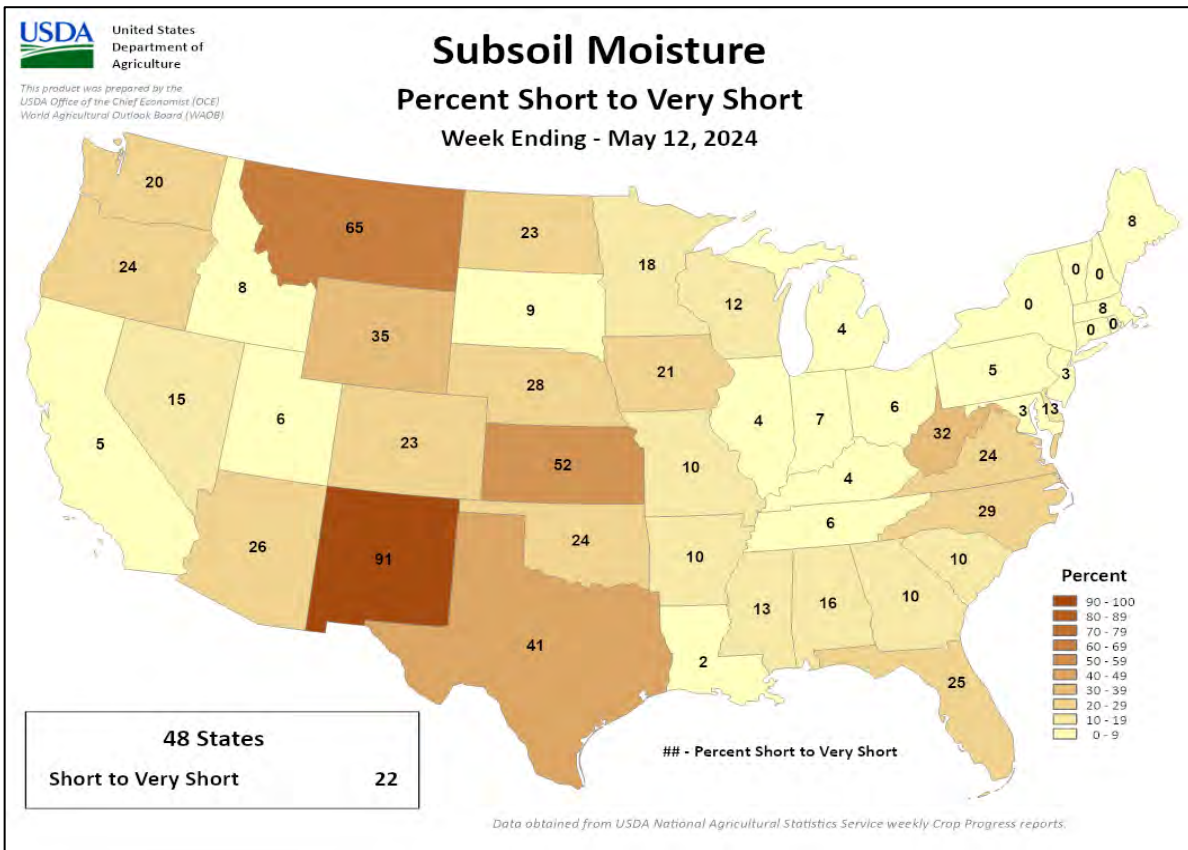 USDA
United States
Department of
Agriculture
This product was prepared by the
USDA Office of the Chief Economist (OCE)
World Agricultural Outlook Board (WAOB)
Subsoil Moisture
Percent Short to Very Short
Week Ending - May 12, 2024
20
65
23
18
8
24
8
9
12
4
0
0
0
8
0
0
35
28
21
5
3
15
6
23
4
7
6
3
13
5
52
10
32
24
4
29
26
91
24
10
6
10
13
16
10
41
2
25
Percent
90 - 100
80 - 89
70 - 79
60 - 69
50 - 59
40 - 49
30 - 39
20 - 29
10 - 19
0 - 9
48 States
Short to Very Short 22
## - Percent Short to Very Short
Data obtained from USDA National Agricultural Statistics Service weekly Crop Progress reports.